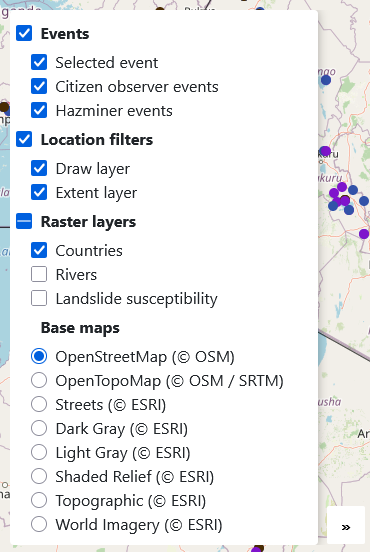 Events
Selected event
Citizen observer events
Hazminer events
Location filters
Draw layer
Extent layer
Raster layers
Countries
Rivers
Landslide susceptibility
Base maps
OpenStreetMap (© OSM)
OpenTopoMap (© OSM / SRTM)
Streets (© ESRI)
Dark Gray (© ESRI)
Light Gray (© ESRI)
Shaded Relief (© ESRI)
Topographic (© ESRI)
World Imagery (© ESRI)
»